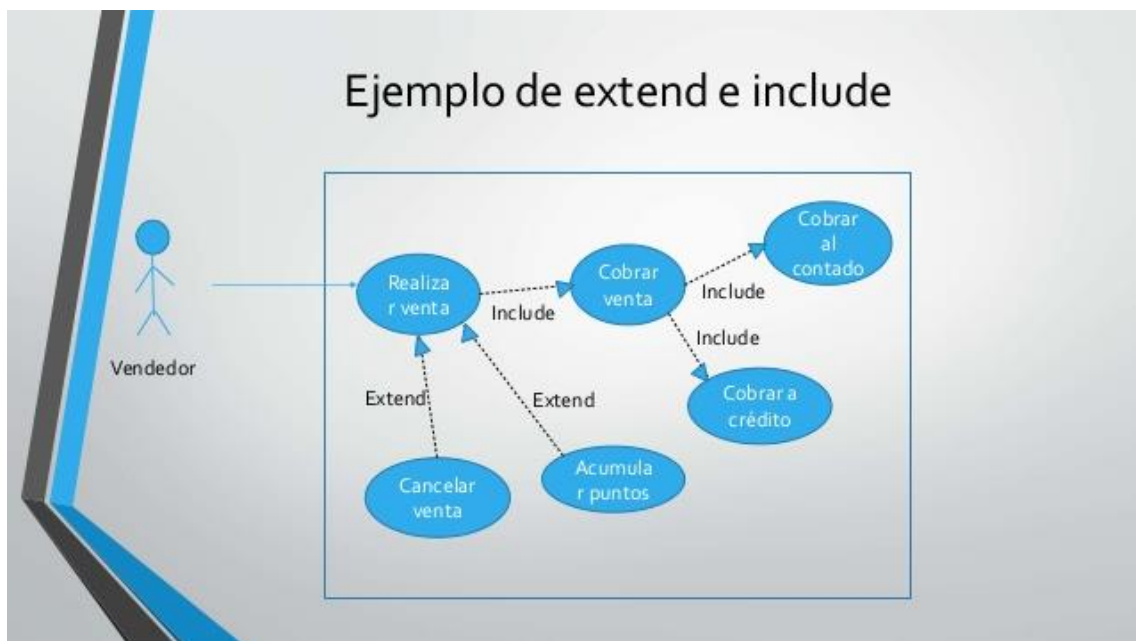 Ejemplo de extend e include
Cobrar
al
contado
Realiza
r venta
Cobrar
venta
Include
Include
Include
Vendedor
Extend
Extend
Cobrar a
crédito
Cancelar
venta
Acumula
r puntos